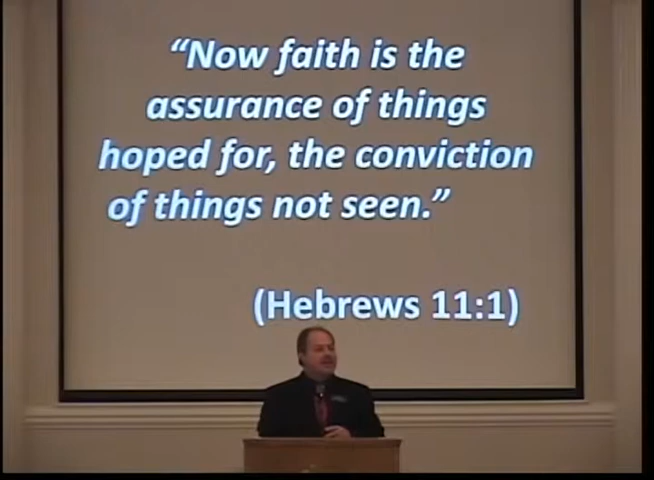 “Now faith is the
assurance of things
hoped for, the conviction
of things not seen.”
(Hebrews 11:1)